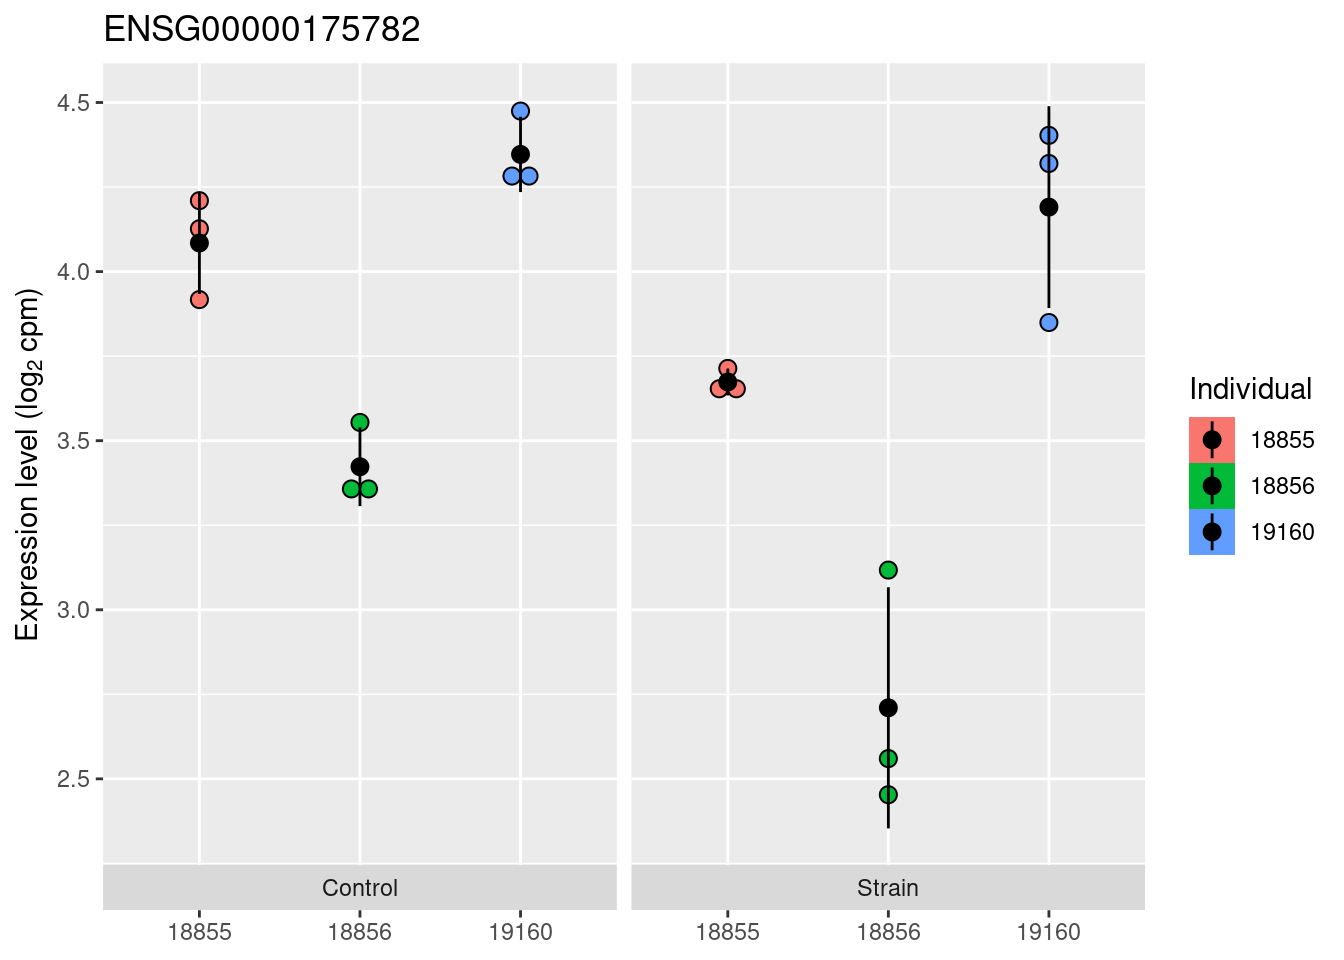 ENSG00000175782
Expression level (log₂ cpm)
4.5
4.0
3.5
3.0
2.5
Control
Strain
18855
18856
19160
18855
18856
19160
Individual
18855
18856
19160